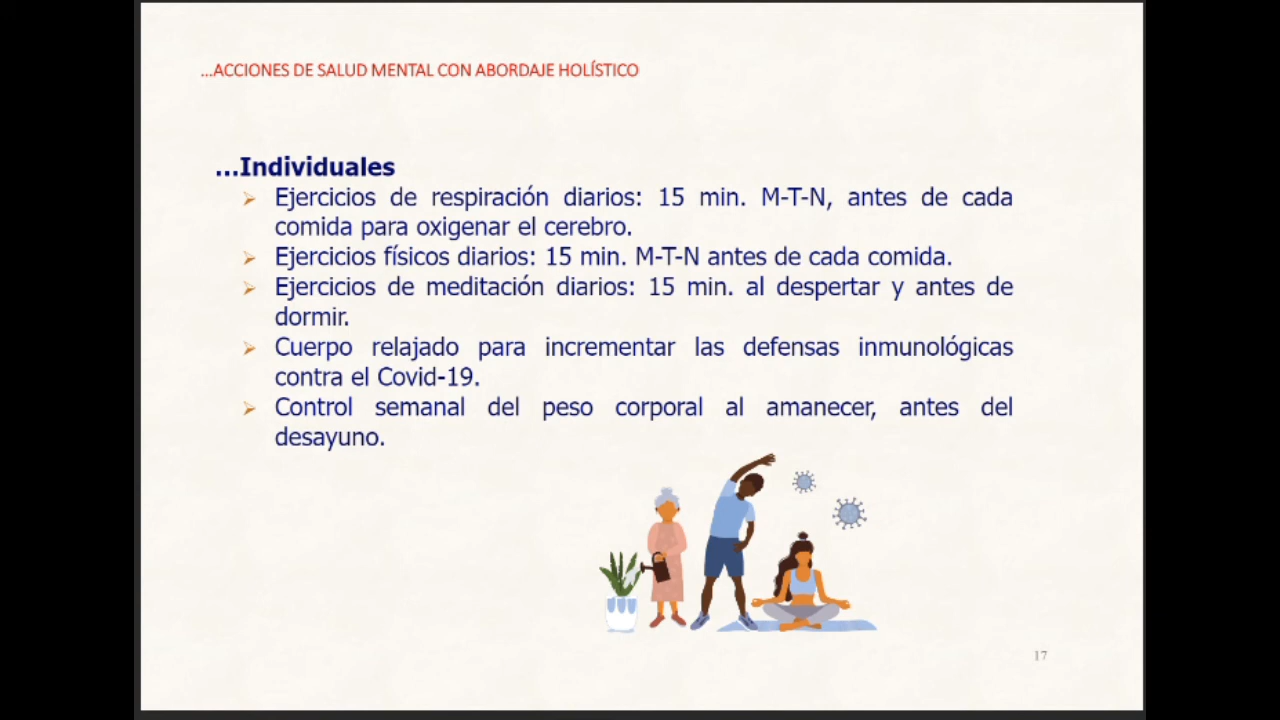 ...ACCIONES DE SALUD MENTAL CON ABORDAJE HOLÍSTICO
...Individuales
Ejercicios de respiración diarios: 15 min. M-T-N, antes de cada
comida para oxigenar el cerebro.
Ejercicios físicos diarios: 15 min. M-T-N antes de cada comida.
Ejercicios de meditación diarios: 15 min. al despertar y antes de
dormir.
Cuerpo relajado para incrementar las defensas inmunológicas
contra el Covid-19.
Control semanal del peso corporal al amanecer, antes del
desayuno.
17